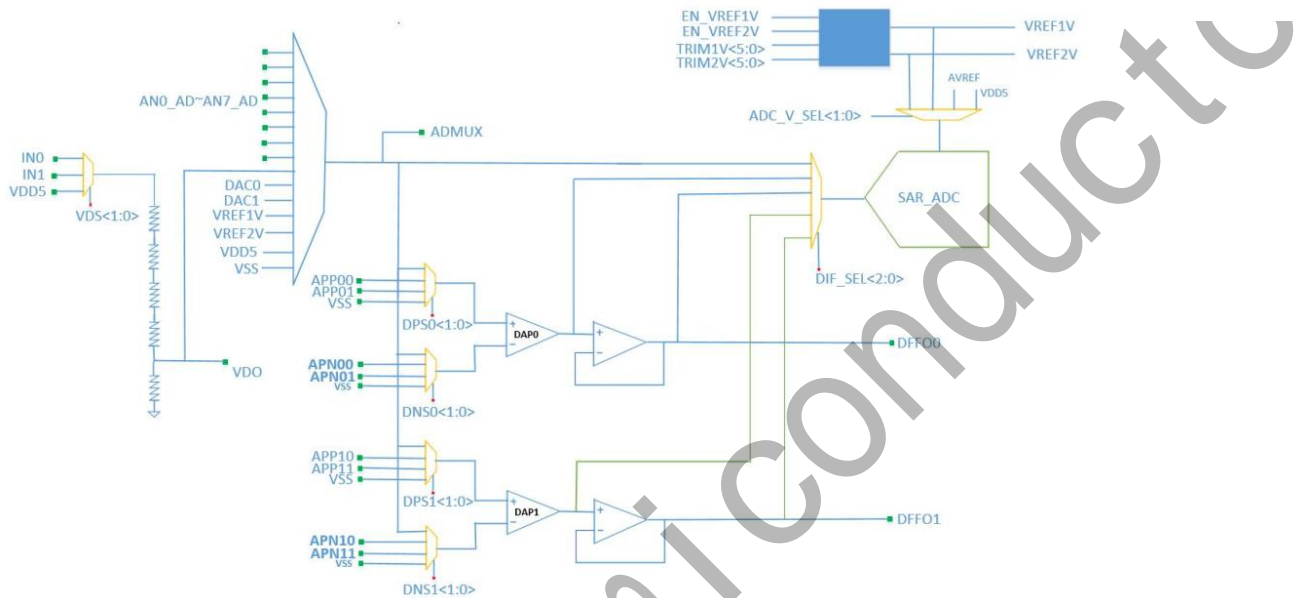 EN_VREF1V
EN_VREF2V
TRIM1V<5:0>
TRIM2V<5:0>
VREF1V
VREF2V
AVREF
VDD5
ADC_V_SEL<1:0>
AN0_AD~AN7_AD
ADMUX
IN0
IN1
VDD5
VDS<1:0>
DAC0
DAC1
VREF1V
VREF2V
VDD5
VSS
SAR_ADC
DIF_SEL<2:0>
APP00
APP01
VSS
DPS0<1:0>
DAP0
+
−
+
−
DFFO0
VDO
APN00
APN01
VSS
DNS0<1:0>
APP10
APP11
VSS
DPS1<1:0>
DAP1
+
−
+
−
DFFO1
APN10
APN11
VSS
DNS1<1:0>
miconducto